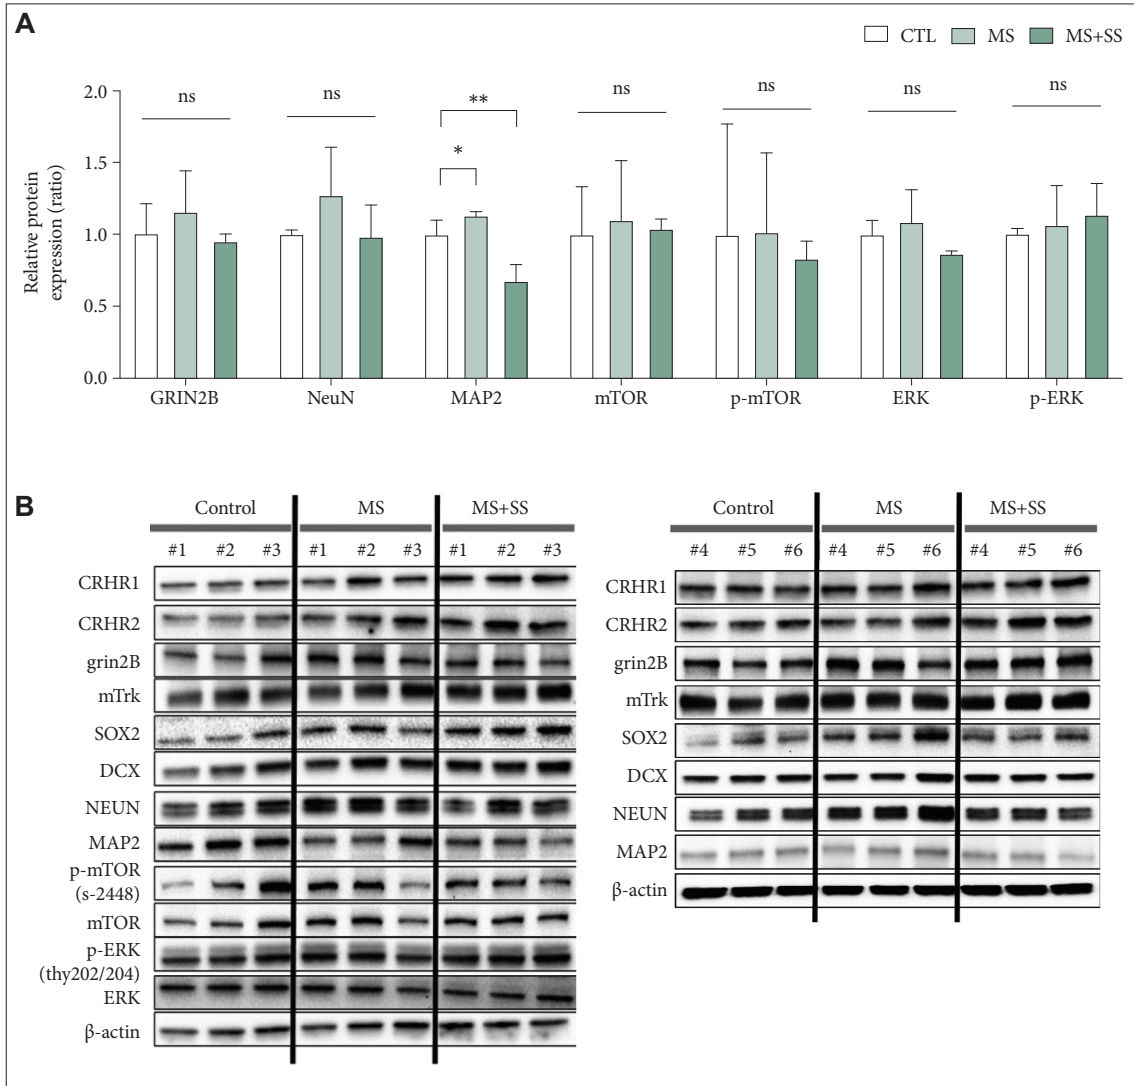 A
CTL MS MS+SS
2.0
1.5
1.0
0.5
0.0
Relative protein
expression (ratio)
ns ns ** * ns ns ns ns
GRIN2B NeuN MAP2 mTOR p-mTOR ERK p-ERK
B
Control MS MS+SS
#1 #2 #3 #1 #2 #3 #1 #2 #3
CRHR1
CRHR2
grin2B
mTrk
SOX2
DCX
NEUN
MAP2
p-mTOR
(s-2448)
mTOR
p-ERK
(thy202/204)
ERK
β-actin
Control MS MS+SS
#4 #5 #6 #4 #5 #6 #4 #5 #6
CRHR1
CRHR2
grin2B
mTrk
SOX2
DCX
NEUN
MAP2
β-actin